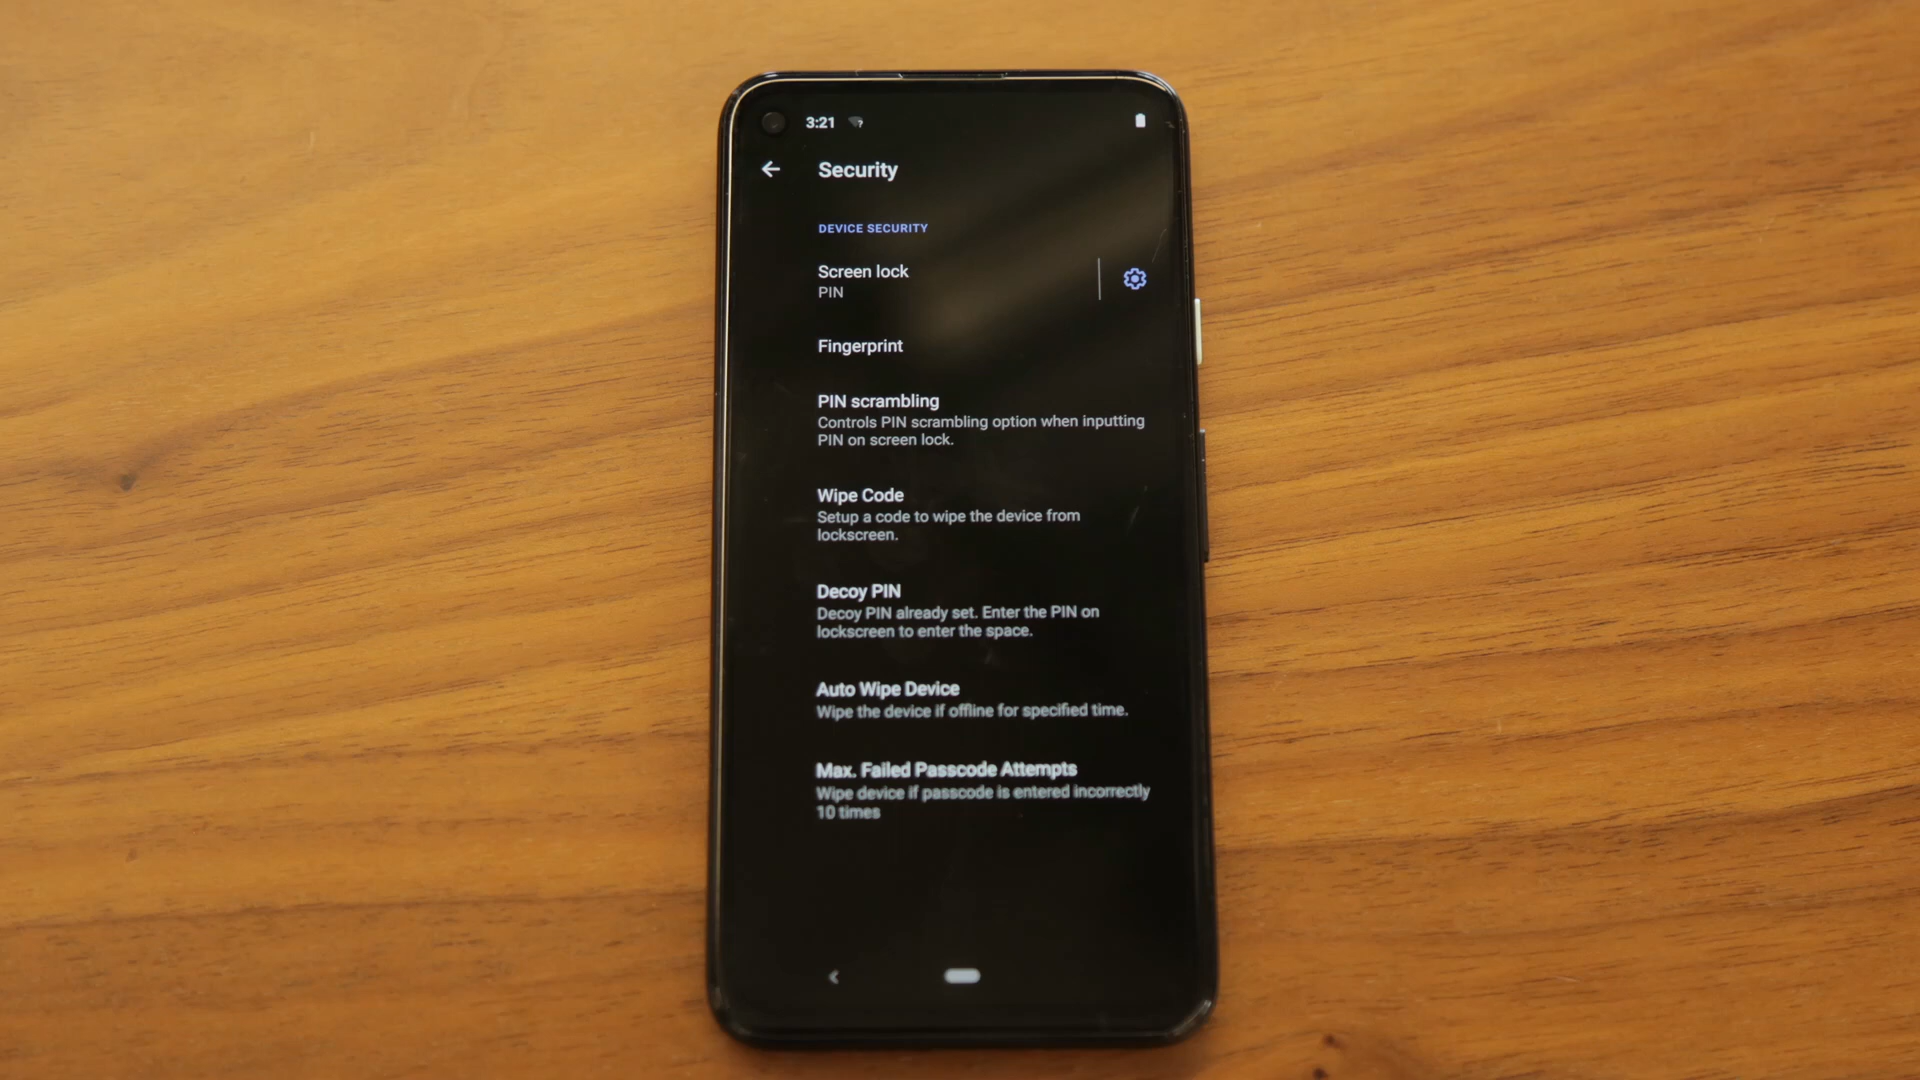 3:21
Security
DEVICE SECURITY
Screen lock
PIN
Fingerprint
PIN scrambling
Controls PIN scrambling option when inputting
PIN on screen lock.
Wipe Code
Setup a code to wipe the device from
lockscreen.
Decoy PIN
Decoy PIN already set. Enter the PIN on
lockscreen to enter the space.
Auto Wipe Device
Wipe the device if offline for specified time.
Max. Failed Passcode Attempts
Wipe device if passcode is entered incorrectly
10 times